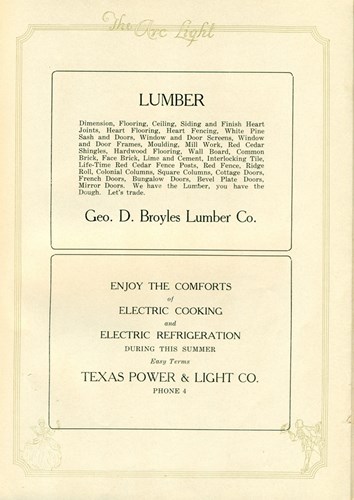 The Arc Light
LUMBER
Dimension, Flooring, Ceiling, Siding and Finish Heart
Joints, Heart Flooring, Heart Fencing, White Pine
Sash and Doors, Window and Door Screens, Window
and Door Frames, Moulding, Mill Work, Red Cedar
Shingles, Hardwood Flooring, Wall Board, Common
Brick, Face Brick, Lime and Cement, Interlocking Tile,
Life-Time Red Cedar Fence Posts, Red Fence, Ridge
Roll, Colonial Columns, Square Columns, Cottage Doors,
French Doors, Bungalow Doors, Bevel Plate Doors,
Mirror Doors. We have the Lumber, you have the
Dough. Let's trade.
Geo. D. Broyles Lumber Co.
ENJOY THE COMFORTS
of
ELECTRIC COOKING
and
ELECTRIC REFRIGERATION
DURING THIS SUMMER
Easy Terms
TEXAS POWER & LIGHT CO.
PHONE 4